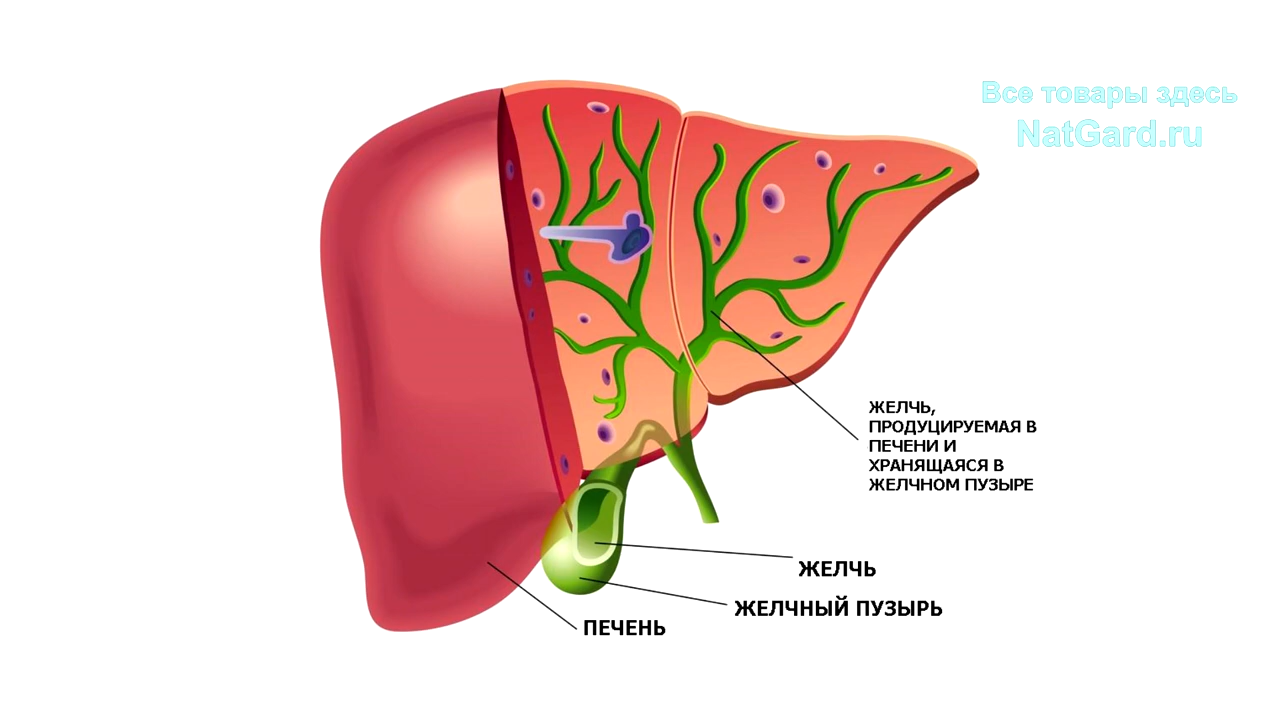 Все товары здесь
NatGard.ru
ЖЕЛЧЬ,
ПРОДУЦИРУЕМАЯ В
ПЕЧЕНИ И
ХРАНЯЩАЯСЯ В
ЖЕЛЧНОМ ПУЗЫРЕ
ЖЕЛЧЬ
ЖЕЛЧНЫЙ ПУЗЫРЬ
ПЕЧЕНЬ